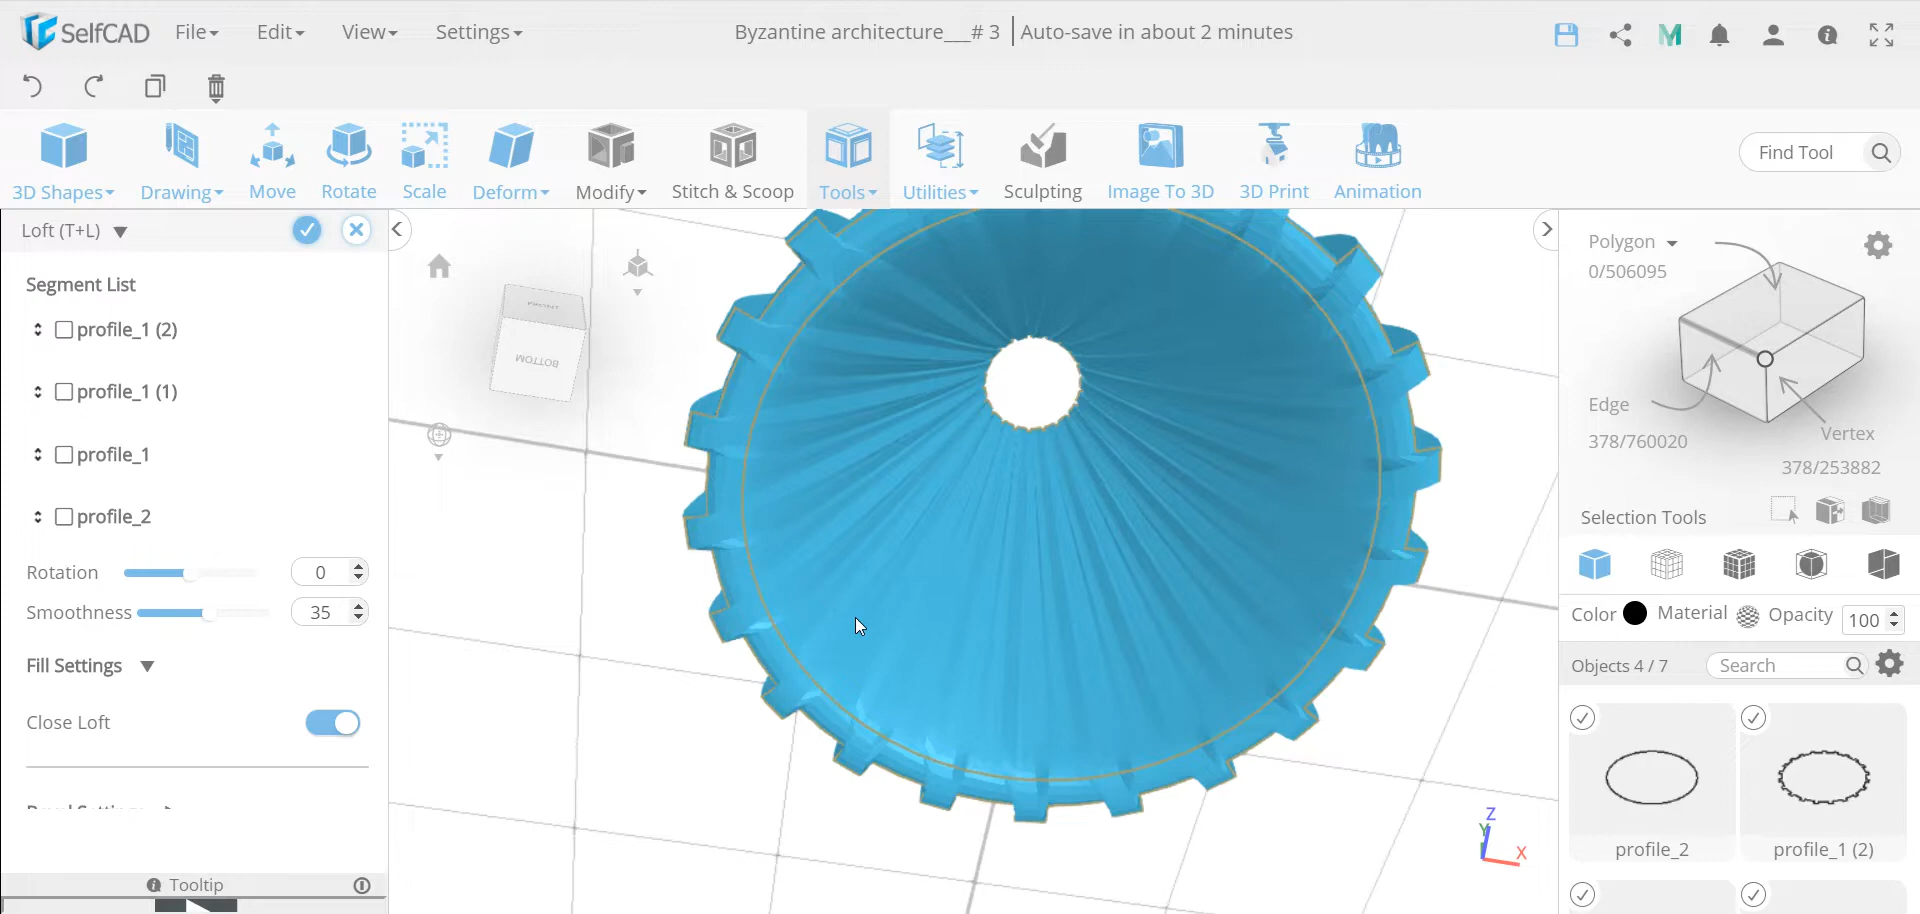 SelfCAD File Edit View Settings Byzantine architecture___# 3 Auto-save in about 2 minutes
3D Shapes Drawing Move Rotate Scale Deform Modify Stitch & Scoop Tools Utilities Sculpting Image To 3D 3D Print Animation Find Tool
Loft (T+L)
Segment List
profile_1 (2)
profile_1 (1)
profile_1
profile_2
Rotation 0
Smoothness 35
Fill Settings
Close Loft
Tooltip
BOTTOM
Z
Y
X
Polygon
0/506095
Edge
378/760020
Vertex
378/253882
Selection Tools
Color Material Opacity 100
Objects 4 / 7 Search
profile_2 profile_1 (2)